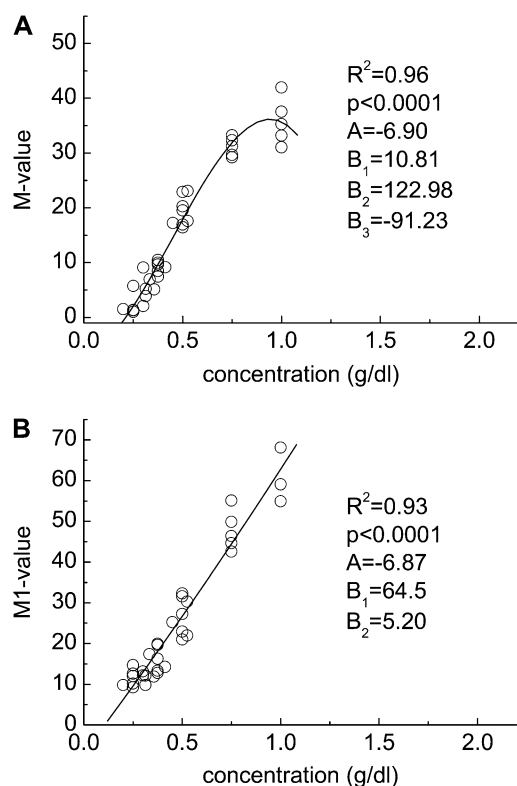 A
50
40
30
20
10
0
M-value
R²=0.96
p<0.0001
A=-6.90
B₁=10.81
B₂=122.98
B₃=-91.23
0.0 0.5 1.0 1.5 2.0
concentration (g/dl)
B
70
60
50
40
30
20
10
0
M1-value
R²=0.93
p<0.0001
A=-6.87
B₁=64.5
B₂=5.20
0.0 0.5 1.0 1.5 2.0
concentration (g/dl)